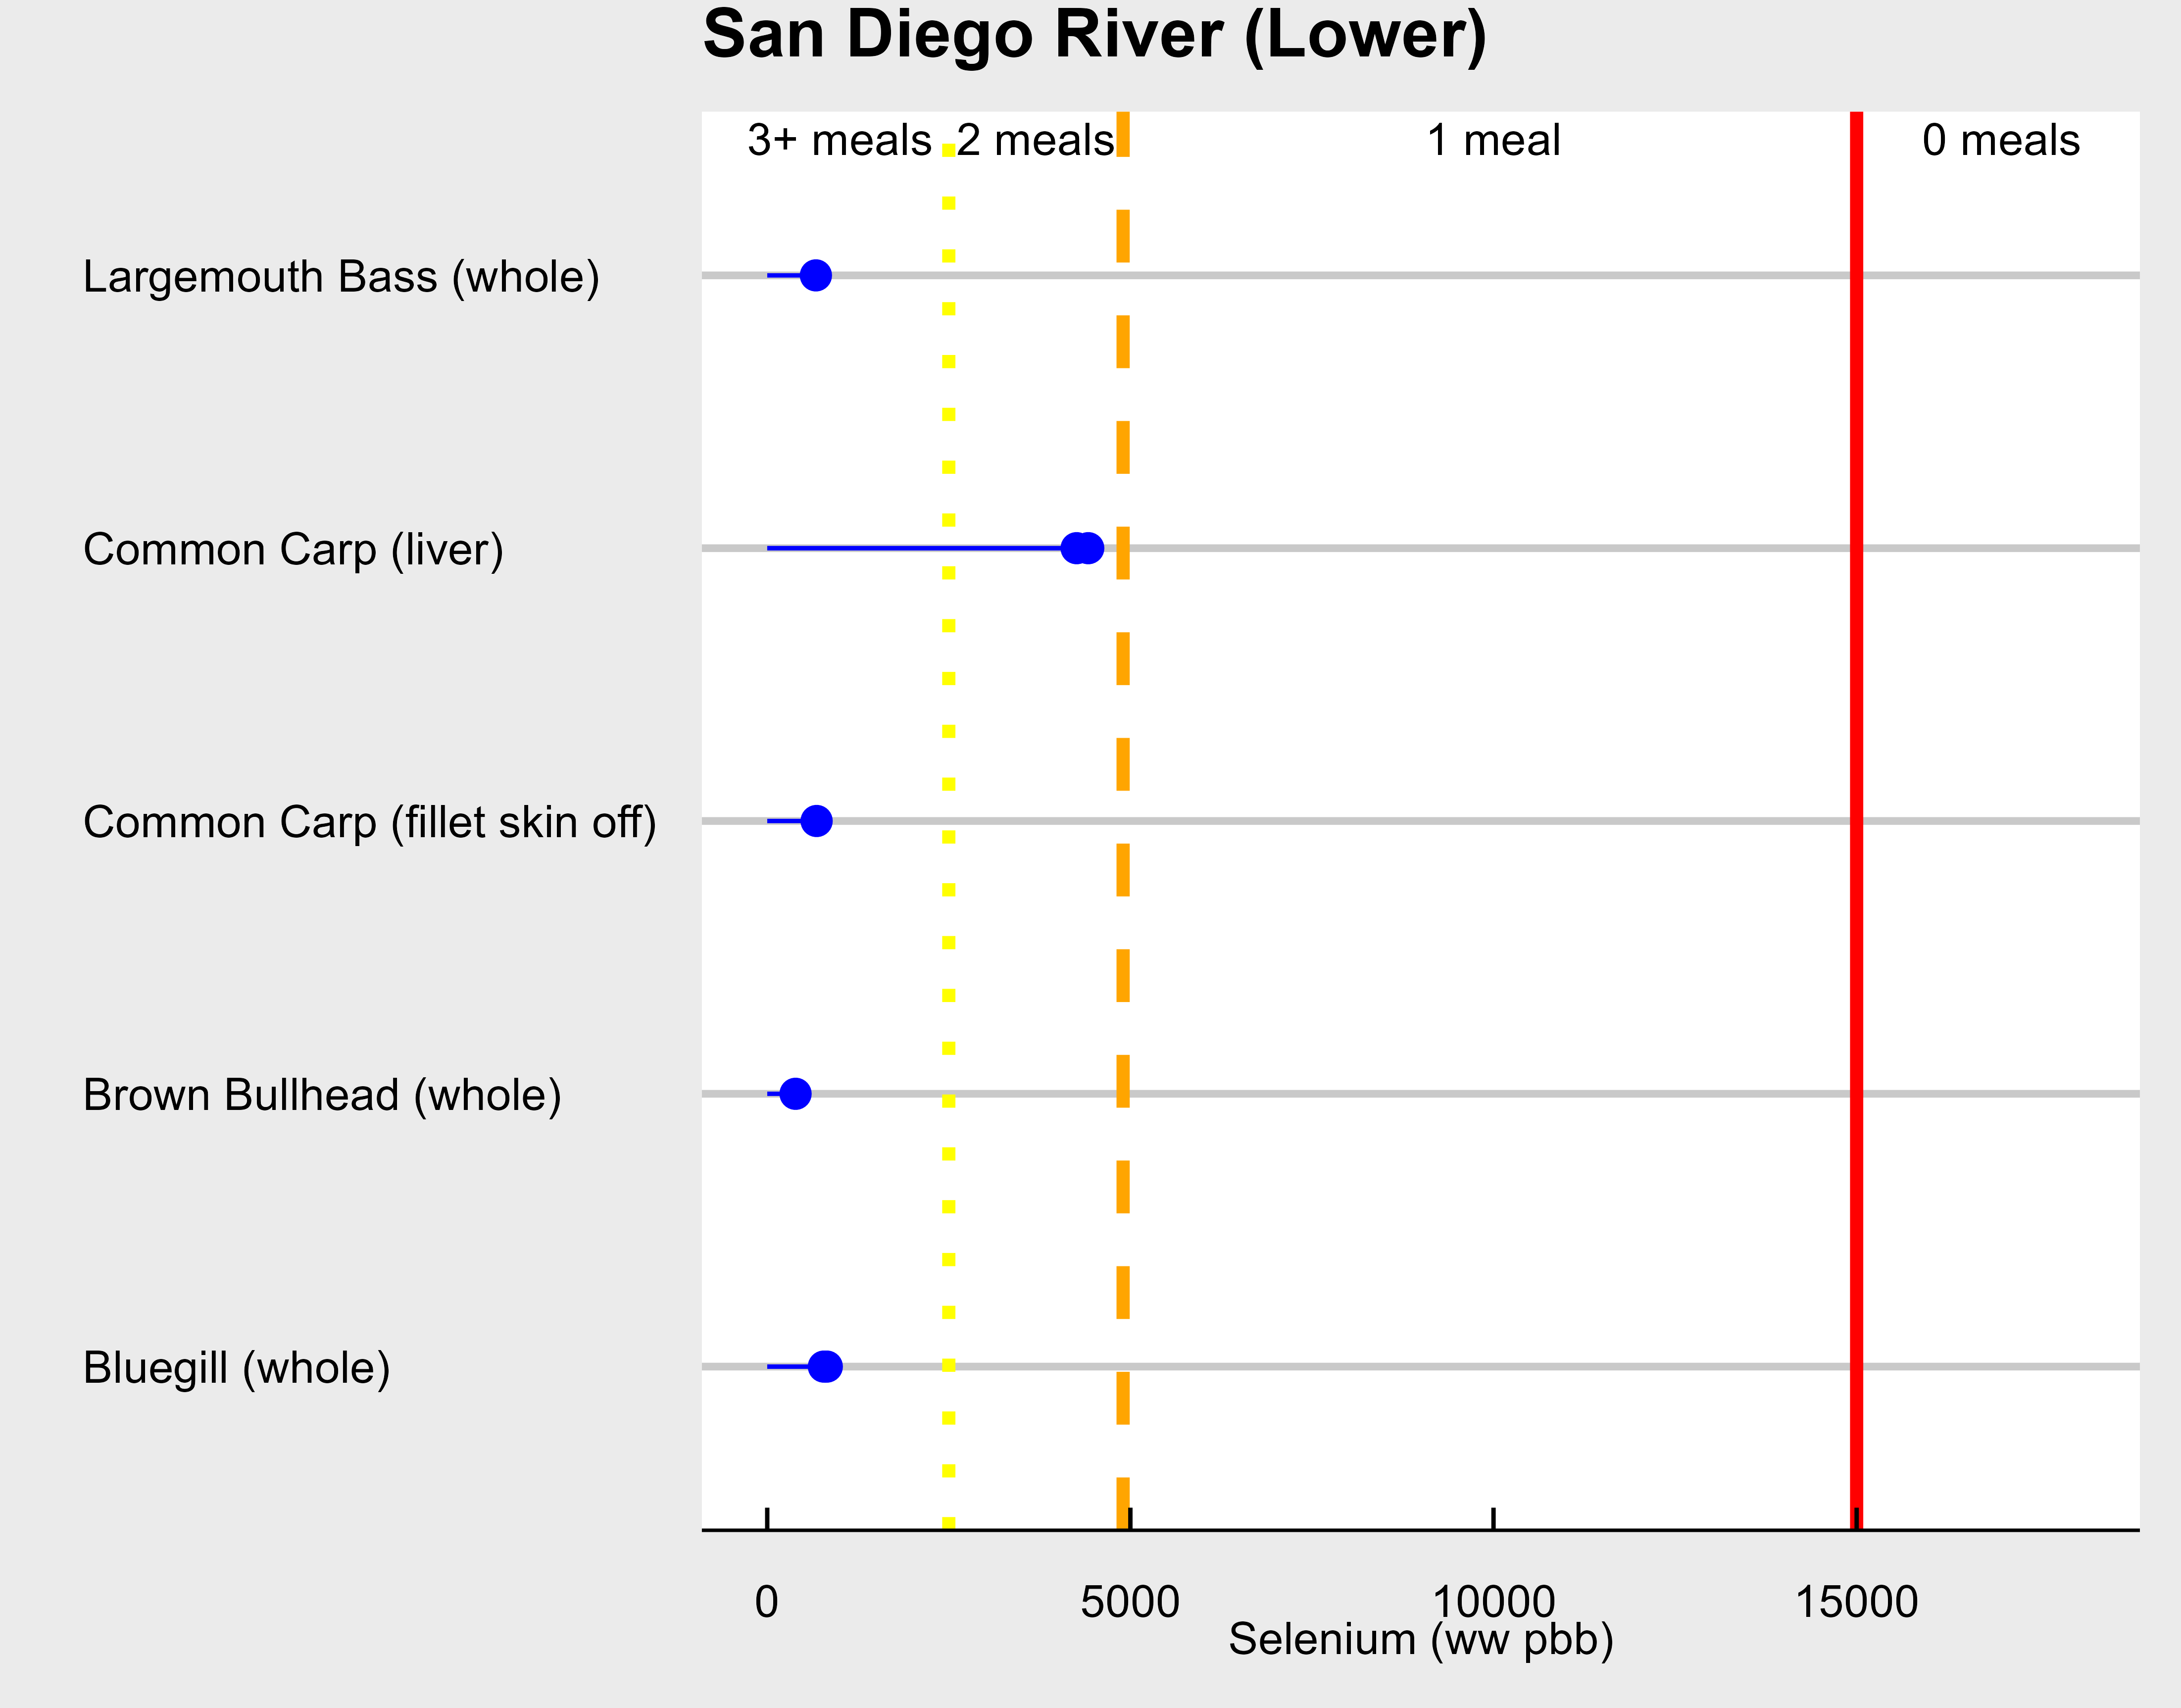 San Diego River (Lower)
3+ meals 2 meals 1 meal 0 meals
Largemouth Bass (whole)
Common Carp (liver)
Common Carp (fillet skin off)
Brown Bullhead (whole)
Bluegill (whole)
0 5000 10000 15000
Selenium (ww pbb)